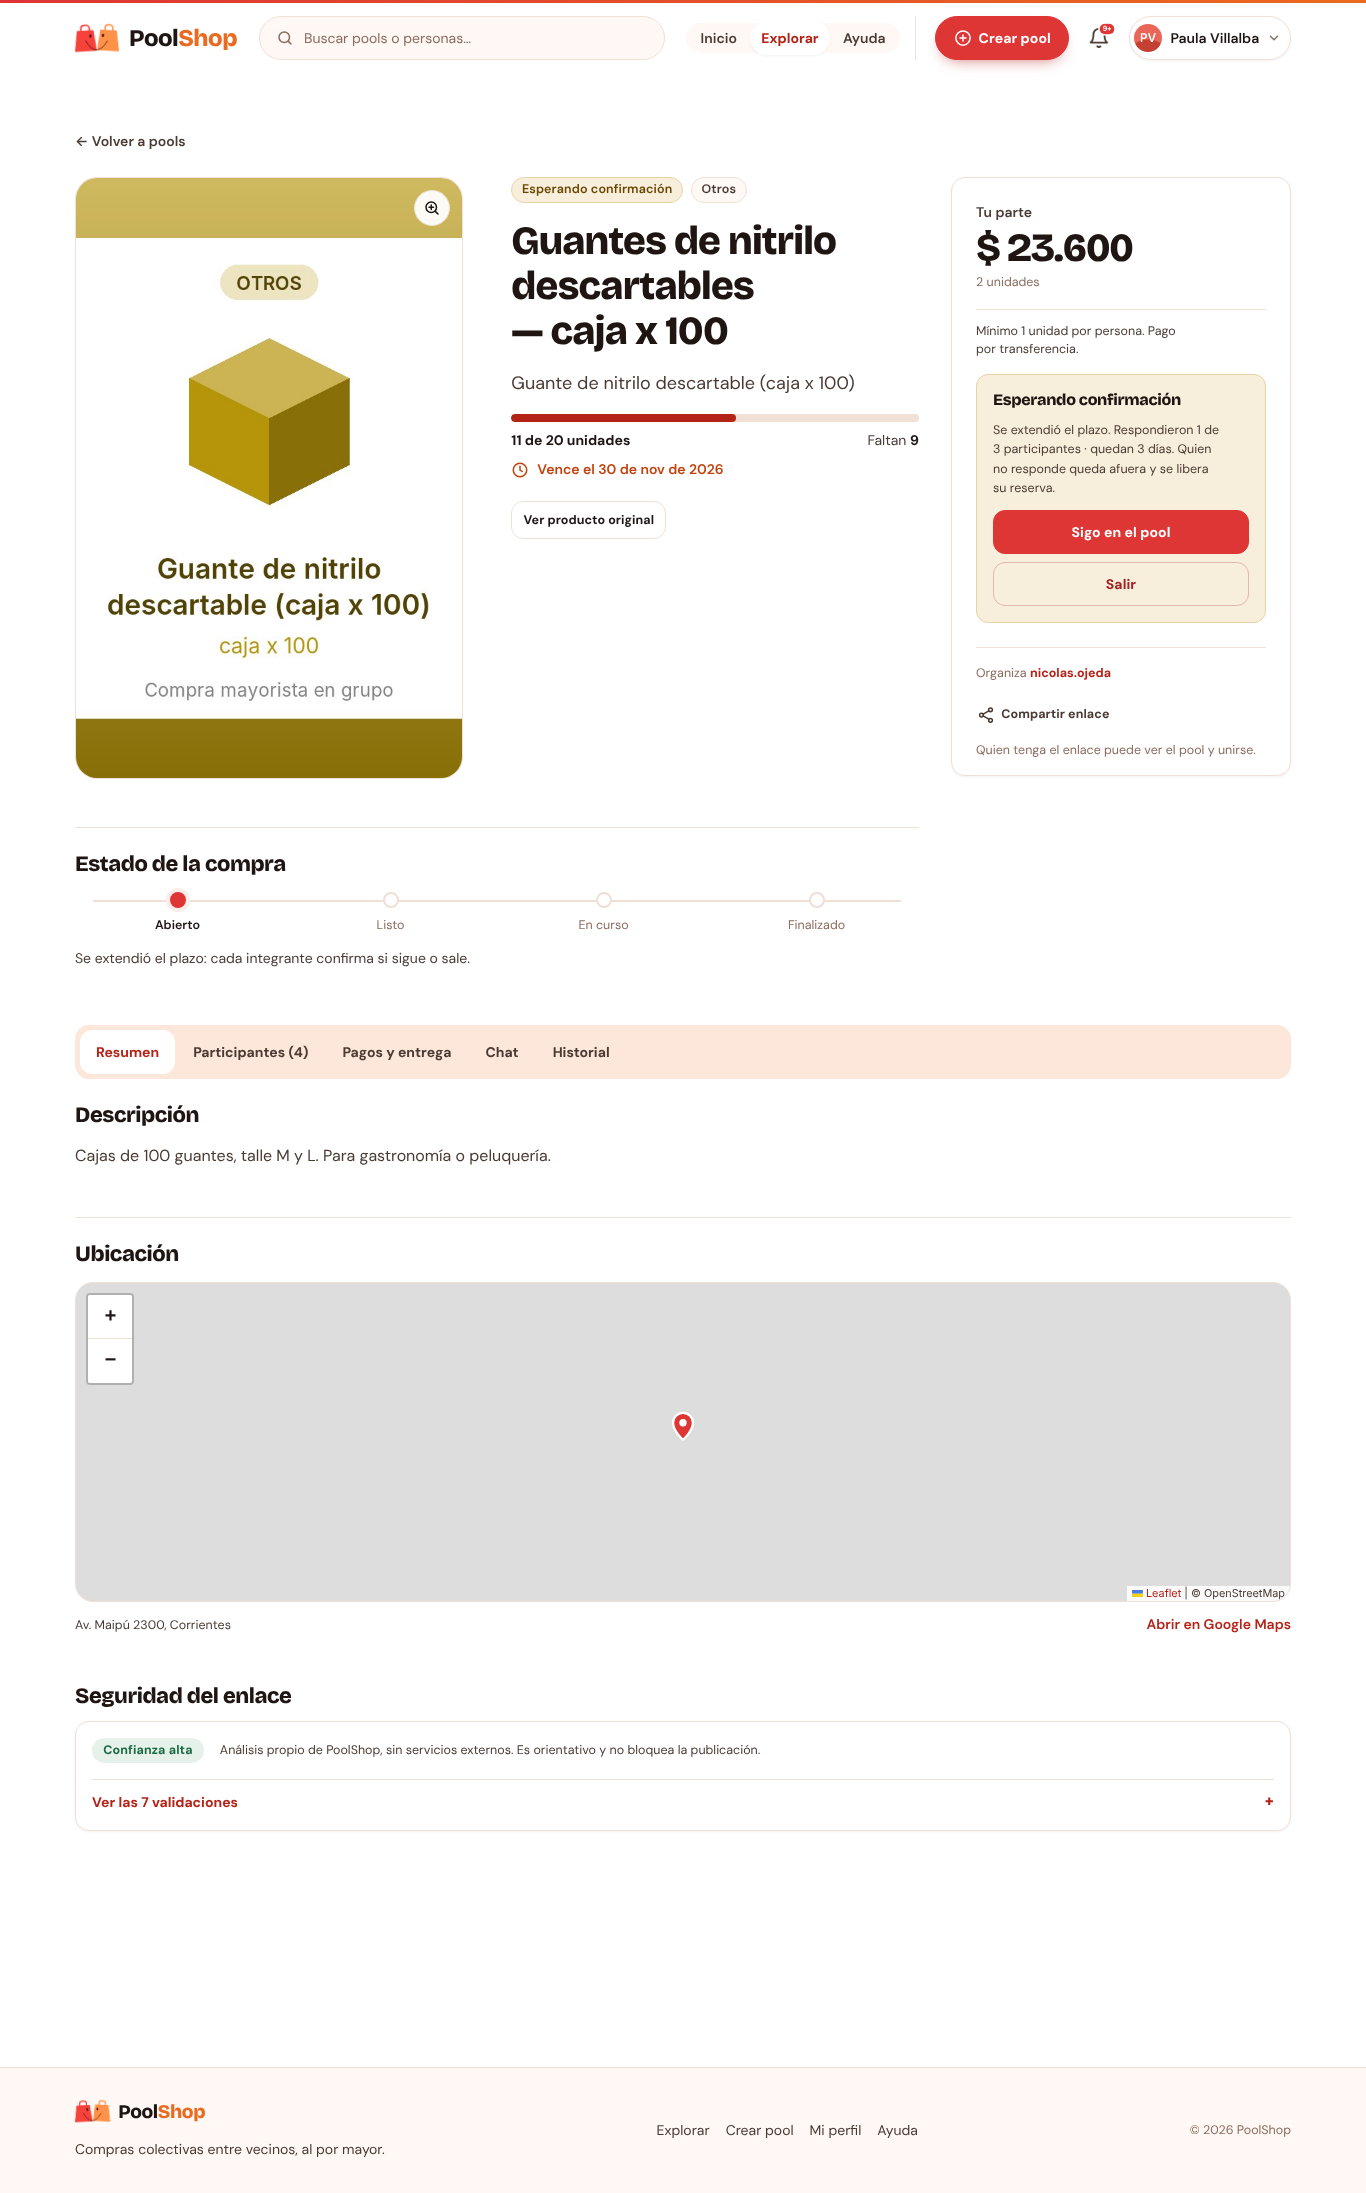 PoolShop
Buscar pools o personas...
Inicio
Explorar
Ayuda
Crear pool
9+
PV
Paula Villalba
← Volver a pools
OTROS
Guante de nitrilo
descartable (caja x 100)
caja x 100
Compra mayorista en grupo
Esperando confirmación
Otros
Guantes de nitrilo
descartables
— caja x 100
Guante de nitrilo descartable (caja x 100)
11 de 20 unidades
Faltan 9
Vence el 30 de nov de 2026
Ver producto original
Tu parte
$ 23.600
2 unidades
Mínimo 1 unidad por persona. Pago
por transferencia.
Esperando confirmación
Se extendió el plazo. Respondieron 1 de
3 participantes · quedan 3 días. Quien
no responde queda afuera y se libera
su reserva.
Sigo en el pool
Salir
Organiza nicolas.ojeda
Compartir enlace
Quien tenga el enlace puede ver el pool y unirse.
Estado de la compra
Abierto
Listo
En curso
Finalizado
Se extendió el plazo: cada integrante confirma si sigue o sale.
Resumen
Participantes (4)
Pagos y entrega
Chat
Historial
Descripción
Cajas de 100 guantes, talle M y L. Para gastronomía o peluquería.
Ubicación
+
−
Leaflet | © OpenStreetMap
Av. Maipú 2300, Corrientes
Abrir en Google Maps
Seguridad del enlace
Confianza alta
Análisis propio de PoolShop, sin servicios externos. Es orientativo y no bloquea la publicación.
Ver las 7 validaciones
+
PoolShop
Compras colectivas entre vecinos, al por mayor.
Explorar
Crear pool
Mi perfil
Ayuda
© 2026 PoolShop